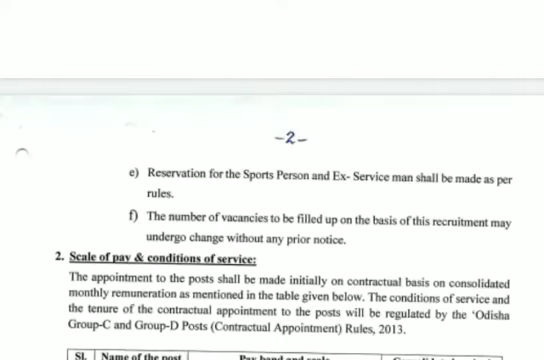 -2-
e) Reservation for the Sports Person and Ex- Service man shall be made as per
rules.
f) The number of vacancies to be filled up on the basis of this recruitment may
undergo change without any prior notice.
2. Scale of pay & conditions of service:
The appointment to the posts shall be made initially on contractual basis on consolidated
monthly remuneration as mentioned in the table given below. The conditions of service and
the tenure of the contractual appointment to the posts will be regulated by the 'Odisha
Group-C and Group-D Posts (Contractual Appointment) Rules, 2013.
Sl. Name of the post Pay band and scale